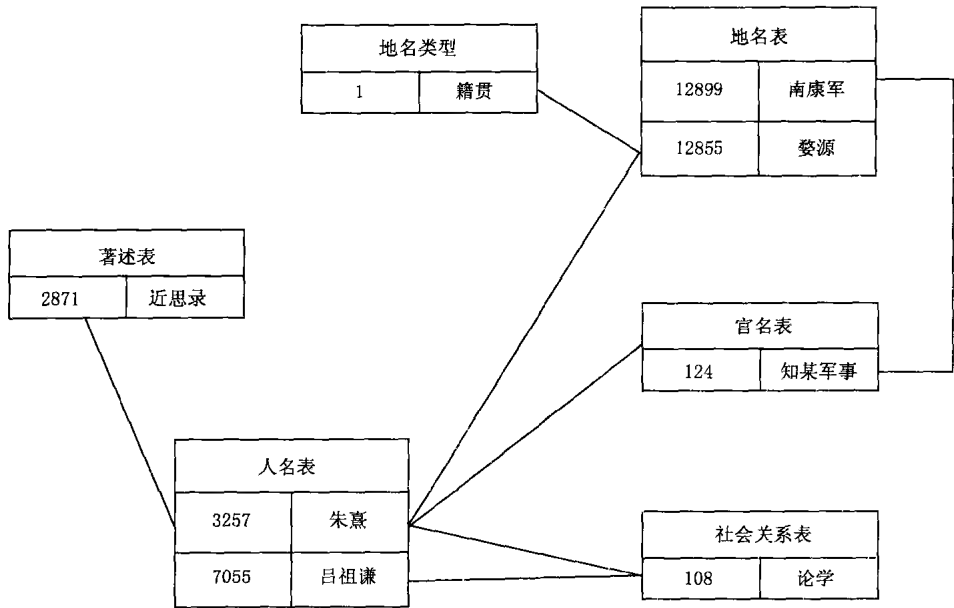 地名类型
1 籍贯
地名表
12899 南康军
12855 婺源
著述表
2871 近思录
官名表
124 知某军事
人名表
3257 朱熹
7055 吕祖谦
社会关系表
108 论学